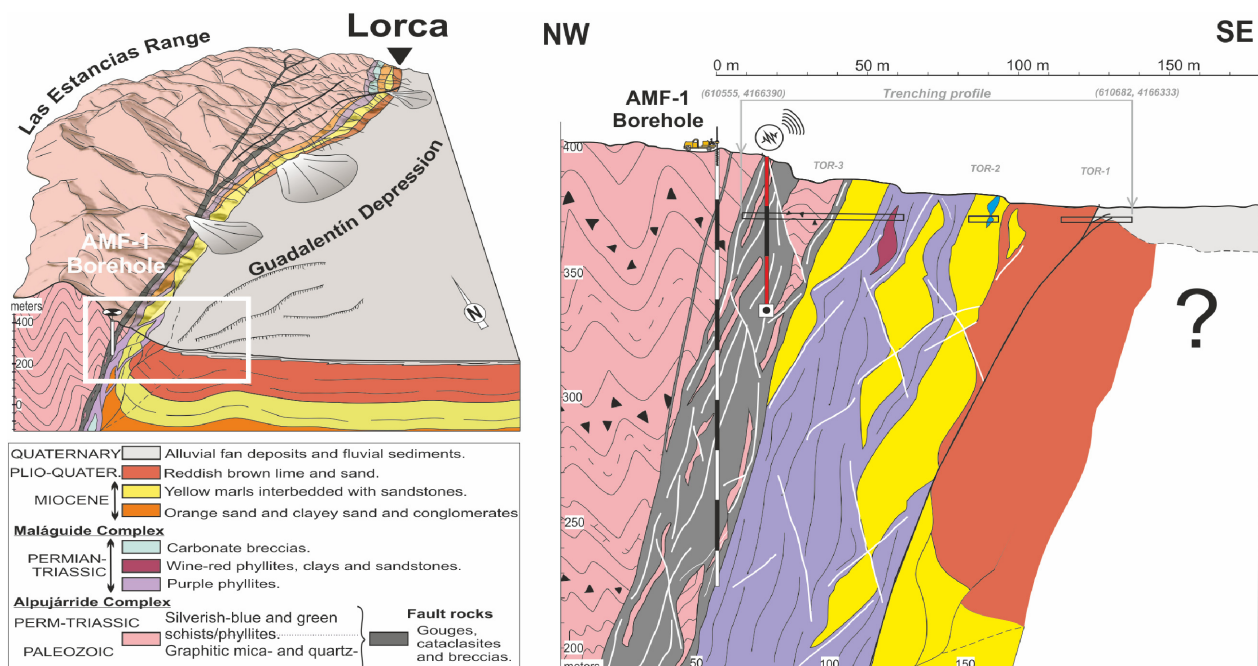 Lorca
Las Estancias Range
Guadalentín Depression
AMF-1
Borehole
N
meters
400
200
0
QUATERNARY Alluvial fan deposits and fluvial sediments.
PLIO-QUATER. Reddish brown lime and sand.
MIOCENE Yellow marls interbedded with sandstones.
Orange sand and clayey sand and conglomerates
Maláguide Complex
PERMIAN-
TRIASSIC
Carbonate breccias.
Wine-red phyllites, clays and sandstones.
Purple phyllites.
Alpujárride Complex
PERM-TRIASSIC Silverish-blue and green
schists/phyllites.
PALEOZOIC Graphitic mica- and quartz-
Fault rocks
Gouges,
cataclasites
and breccias.
NW
SE
0 m 50 m 100 m
(610555, 4166390) Trenching profile (610682, 4166333)
AMF-1
Borehole
TOR-3 TOR-2 TOR-1
400
350
300
250
200
meters
50 100 150
?